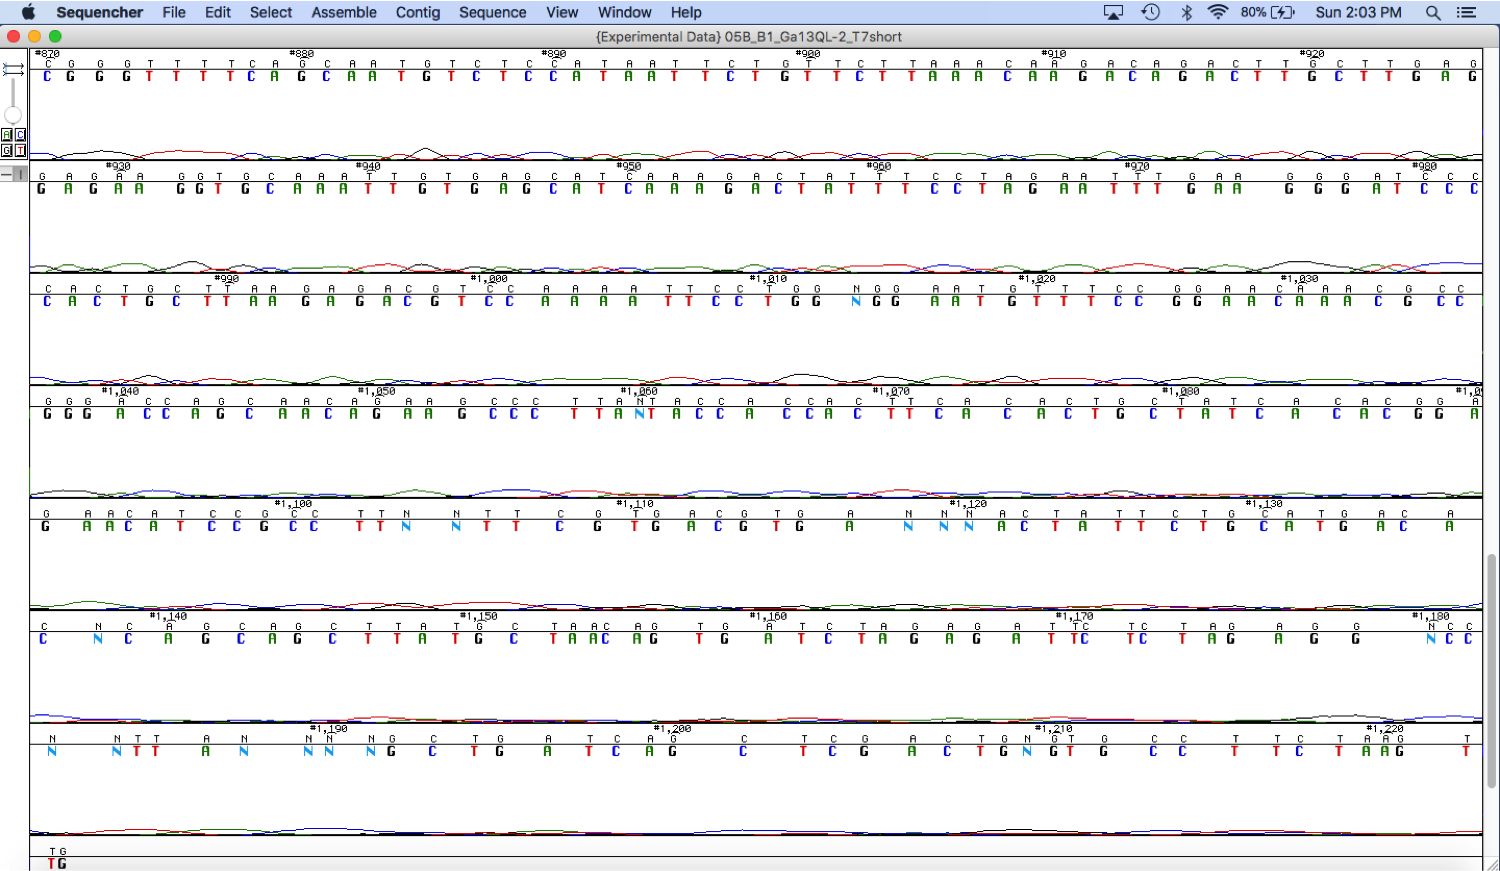 Sequencher File Edit Select Assemble Contig Sequence View Window Help 80% Sun 2:03 PM
{Experimental Data} 05B_B1_Ga13QL-2_T7short
#870 #880 #890 #900 #910 #920
C G G G T T T T C A G C A A T G T C T C C A T A A T T C T G T T C T T A A A C A A G A C A G A C T T G C T T G A G
C G G G T T T T C A G C A A T G T C T C C A T A A T T C T G T T C T T A A A C A A G A C A G A C T T G C T T G A G
A C
G T
#930 #940 #950 #960 #970 #980
G A G A A G G T G C A A A T T G T G A G C A T C A A A G A C T A T T T C C T A G A A T T T G A A G G G A T C C C
G A G A A G G T G C A A A T T G T G A G C A T C A A A G A C T A T T T C C T A G A A T T T G A A G G G A T C C C
#990 #1,000 #1,010 #1,020 #1,030
C A C T G C T T A A G A G A C G T C C A A A A T T C C T G G N G G A A T G T T T C C G G A A C A A A C G C C
C A C T G C T T A A G A G A C G T C C A A A A T T C C T G G N G G A A T G T T T C C G G A A C A A A C G C C
#1,040 #1,050 #1,060 #1,070 #1,080
G G G A C C A G C A A C A G A A G C C C T T A N T A C C A C C A C T T C A C A C T G C T A T C A C A C G G A
G G G A C C A G C A A C A G A A G C C C T T A N T A C C A C C A C T T C A C A C T G C T A T C A C A C G G A
#1,100 #1,110 #1,120 #1,130
G A A C A T C C G C C T T N N T T C G T G A C G T G A N N N A C T A T T C T G C A T G A C A
G A A C A T C C G C C T T N N T T C G T G A C G T G A N N N A C T A T T C T G C A T G A C A
#1,140 #1,150 #1,160 #1,170 #1,180
C N C A G C A G C T T A T G C T A A C A G T G A T C T A G A G A T T C T C T A G A G G N C C
C N C A G C A G C T T A T G C T A A C A G T G A T C T A G A G A T T C T C T A G A G G N C C
#1,190 #1,200 #1,210 #1,220
N N T T A N N N N G C T G A T C A G C T C G A C T G N G T G C C T T C T A A G T
N N T T A N N N N G C T G A T C A G C T C G A C T G N G T G C C T T C T A A G T
T G
T G